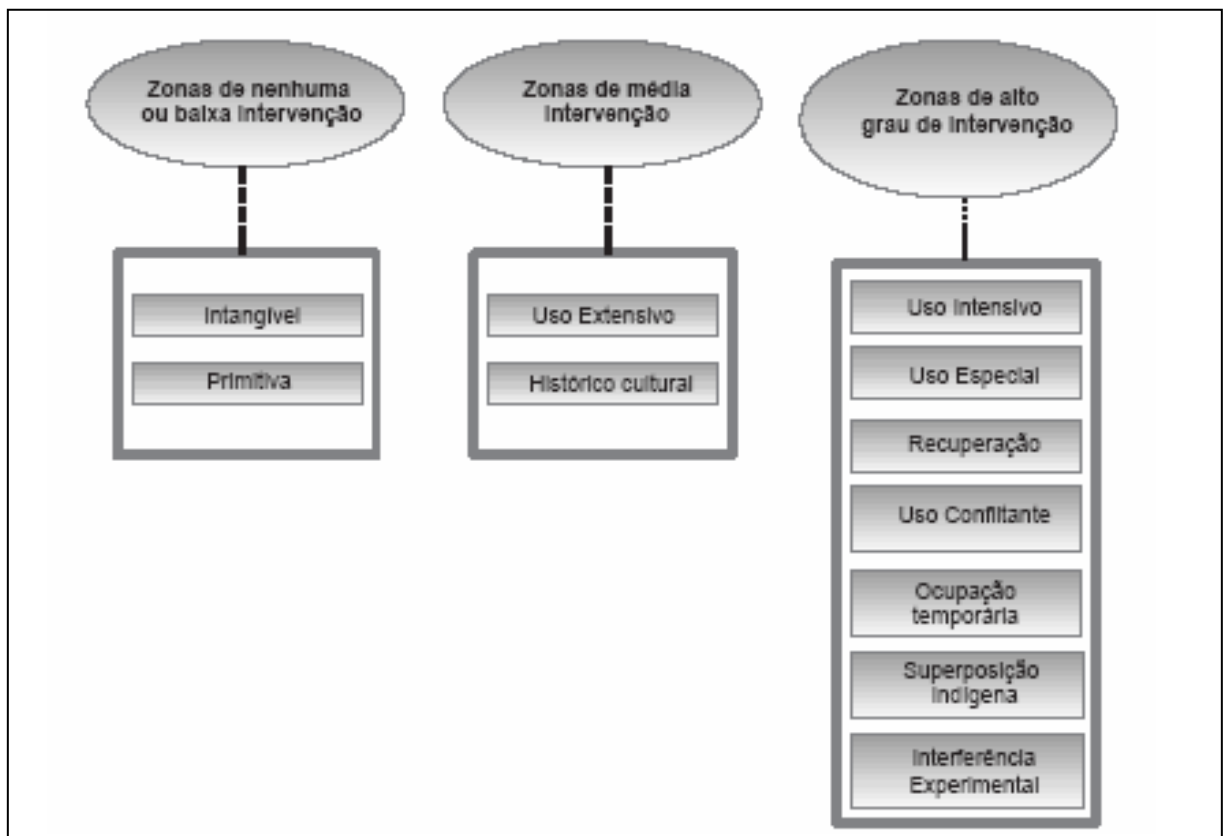 Zonas de nenhuma
ou baixa intervenção
Intangível
Primitiva
Zonas de média
Intervenção
Uso Extensivo
Histórico cultural
Zonas de alto
grau de intervenção
Uso Intensivo
Uso Especial
Recuperação
Uso Conflitante
Ocupação
temporária
Superposição
Indígena
Interferência
Experimental